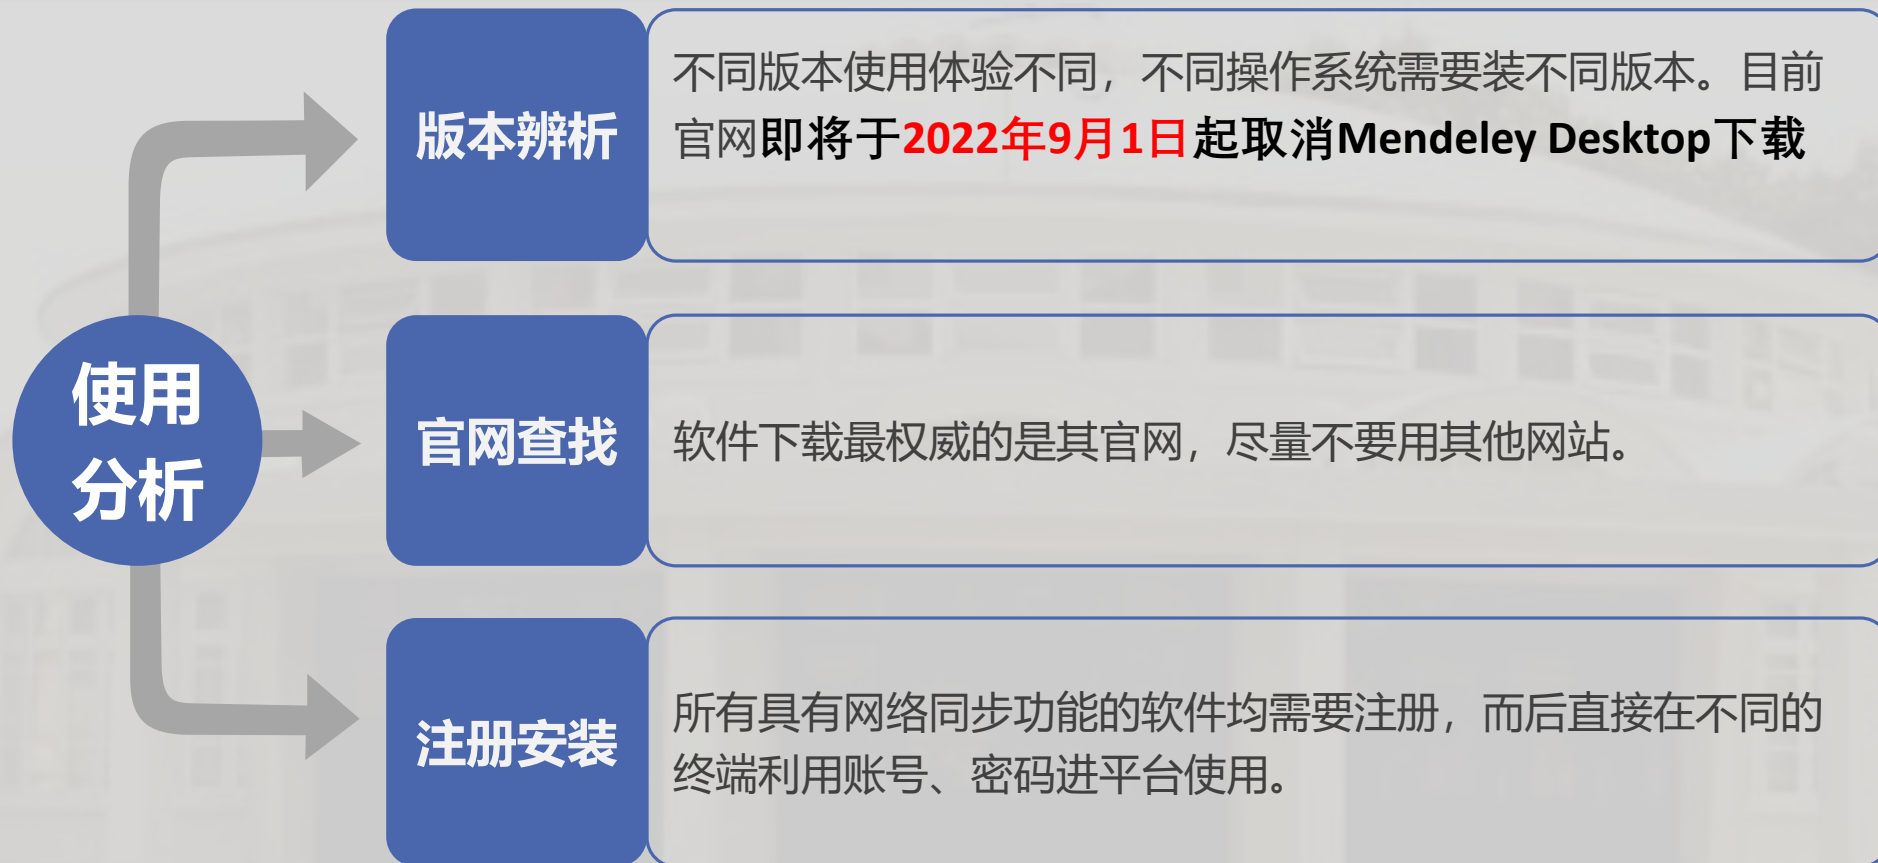 使用
分析
版本辨析
不同版本使用体验不同，不同操作系统需要装不同版本。目前
官网即将于2022年9月1日起取消Mendeley Desktop下载
官网查找
软件下载最权威的是其官网，尽量不要用其他网站。
注册安装
所有具有网络同步功能的软件均需要注册，而后直接在不同的
终端利用账号、密码进平台使用。